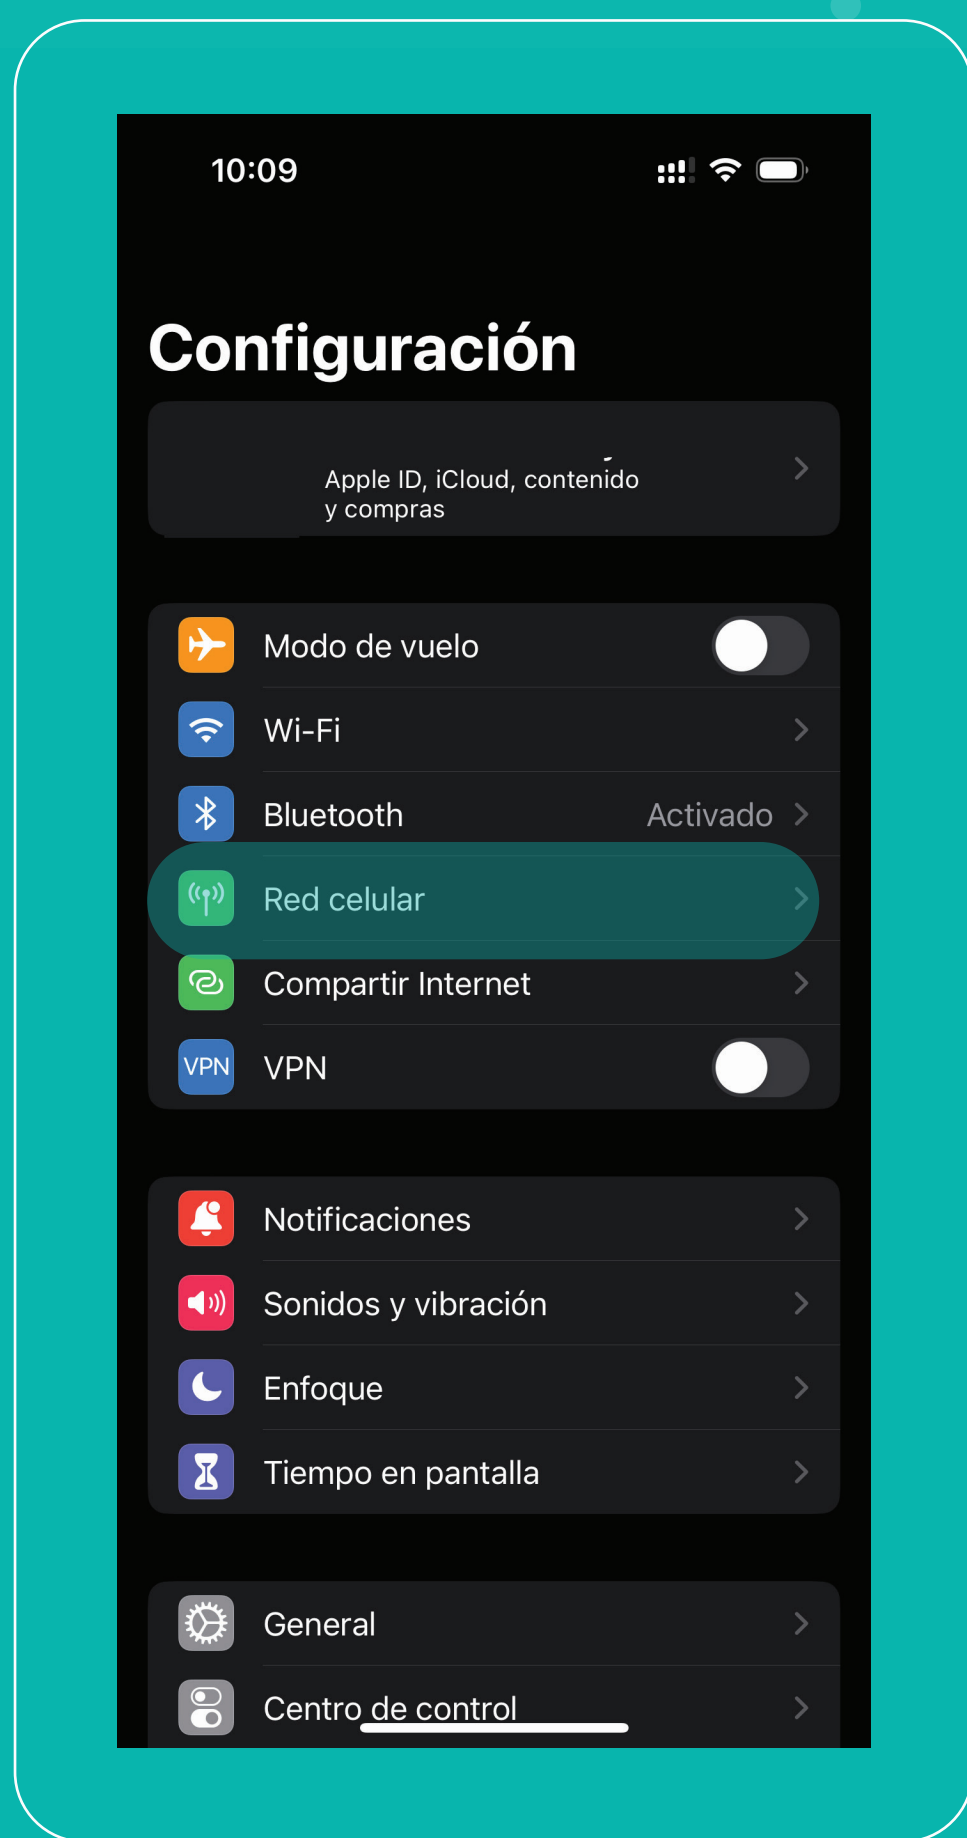 10:09
Configuración
Apple ID, iCloud, contenido
y compras
Modo de vuelo
Wi-Fi
Bluetooth Activado
Red celular
Compartir Internet
VPN VPN
Notificaciones
Sonidos y vibración
Enfoque
Tiempo en pantalla
General
Centro de control